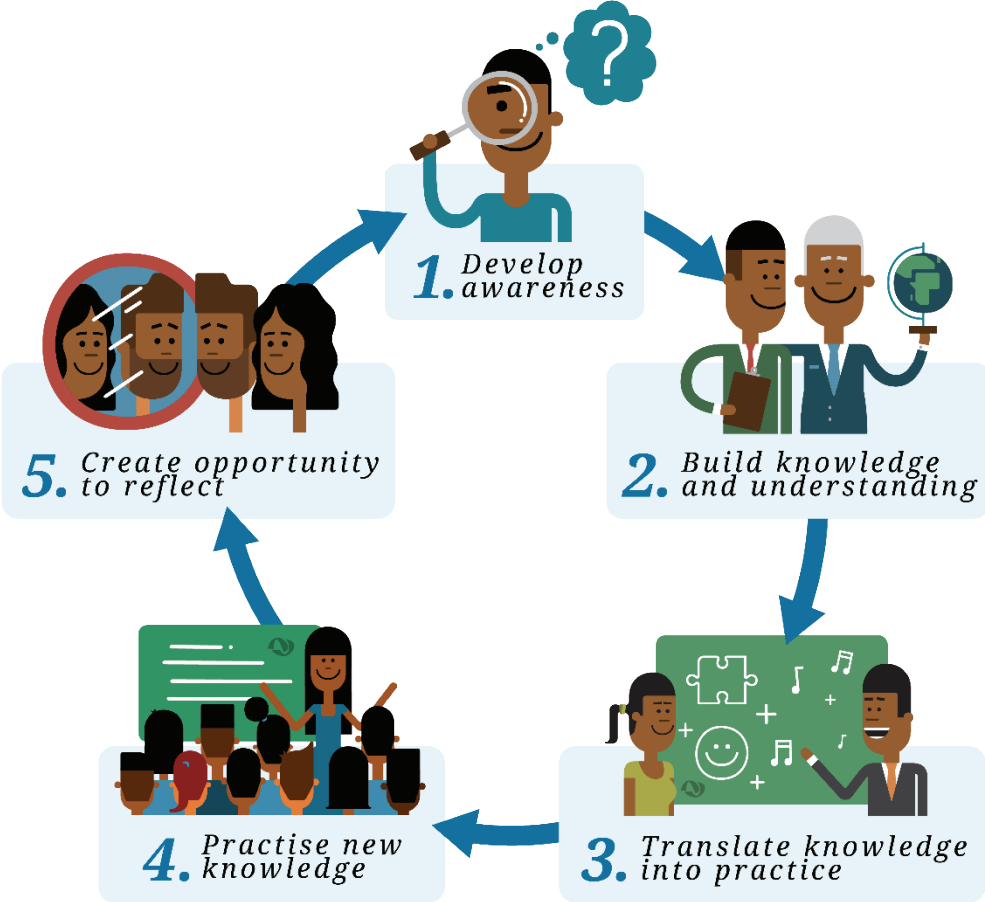 ?
1. Develop
awareness
2. Build knowledge
and understanding
3. Translate knowledge
into practice
4. Practise new
knowledge
5. Create opportunity
to reflect